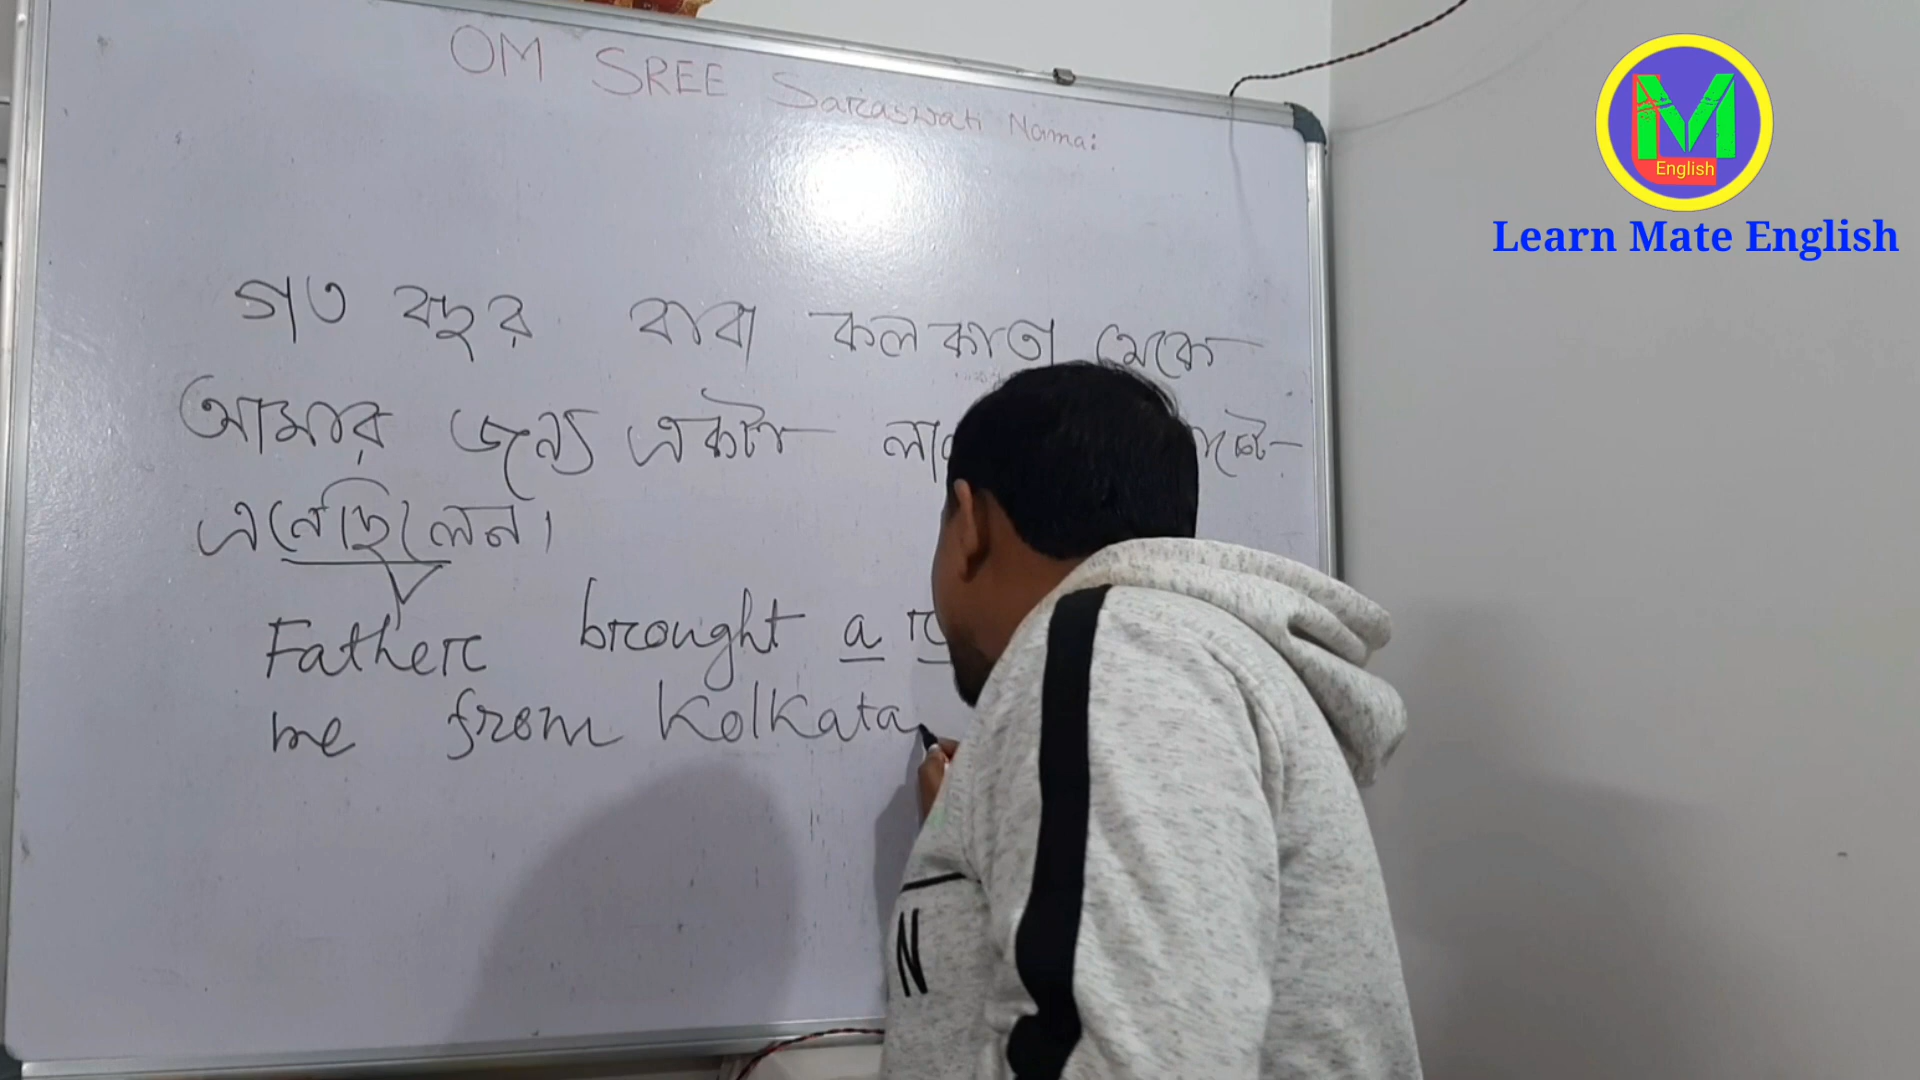 OM SREE Saraswati Nama:
গত বছর বাবা কলকাতা থেকে
আমার জন্য একটা
এনেছিলেন।
Father brought a
me from Kolkata
N
M
English
Learn Mate English